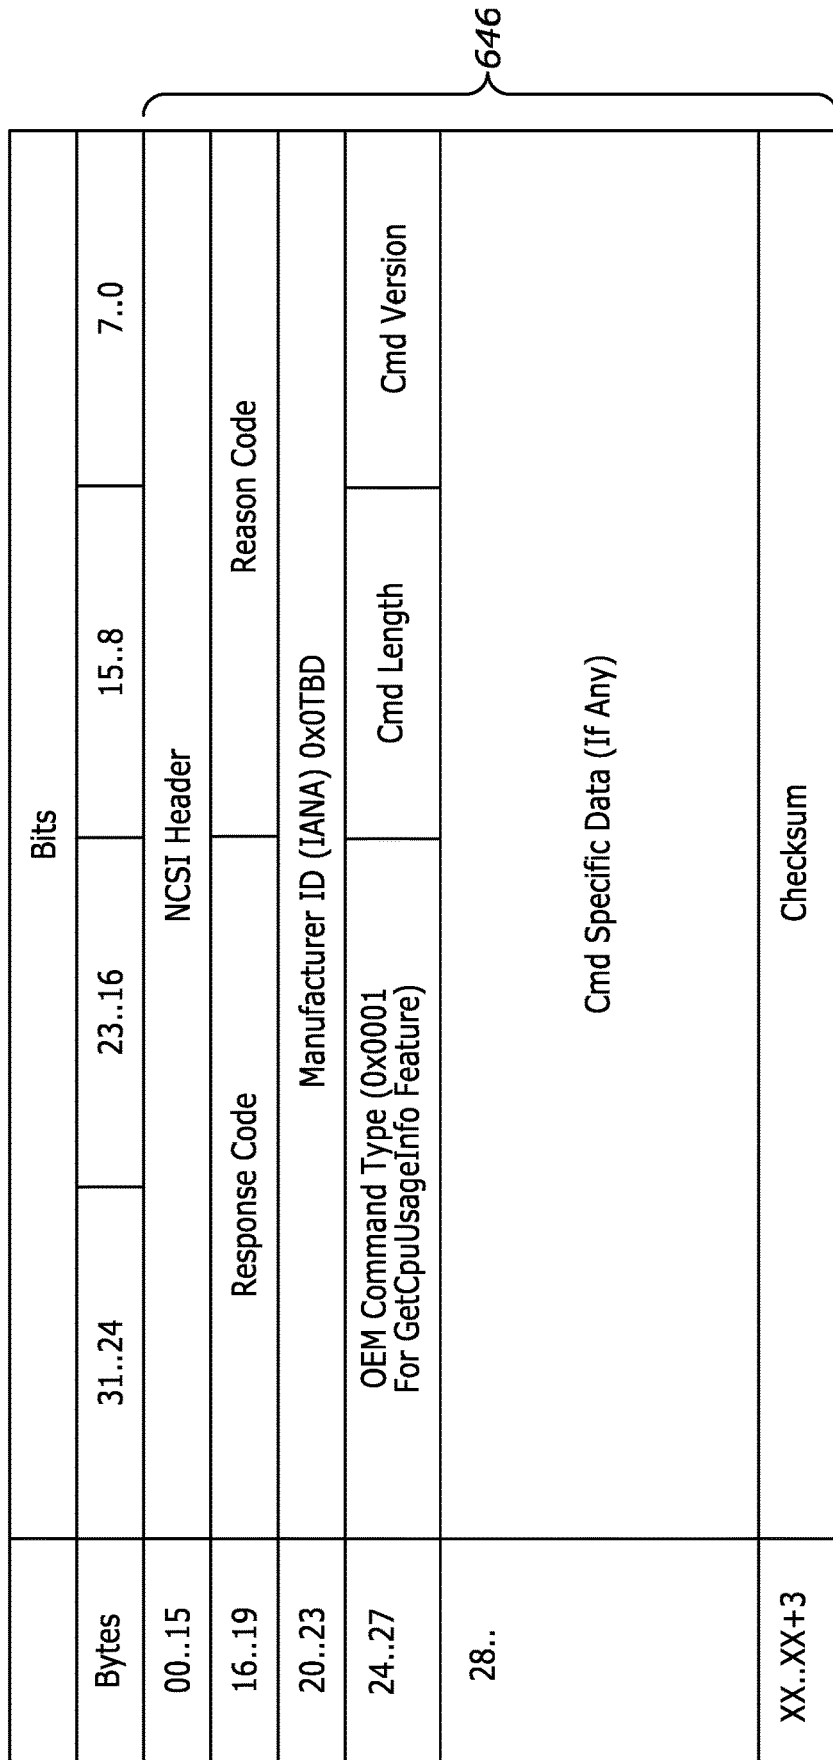 Bits
Bytes 31..24 23..16 15..8 7..0
00..15 NCSI Header
16..19 Response Code Reason Code
20..23 Manufacturer ID (IANA) 0x0TBD
24..27 OEM Command Type (0x0001 Cmd Length Cmd Version
For GetCpuUsageInfo Feature)
28.. Cmd Specific Data (If Any)
XX..XX+3 Checksum
646